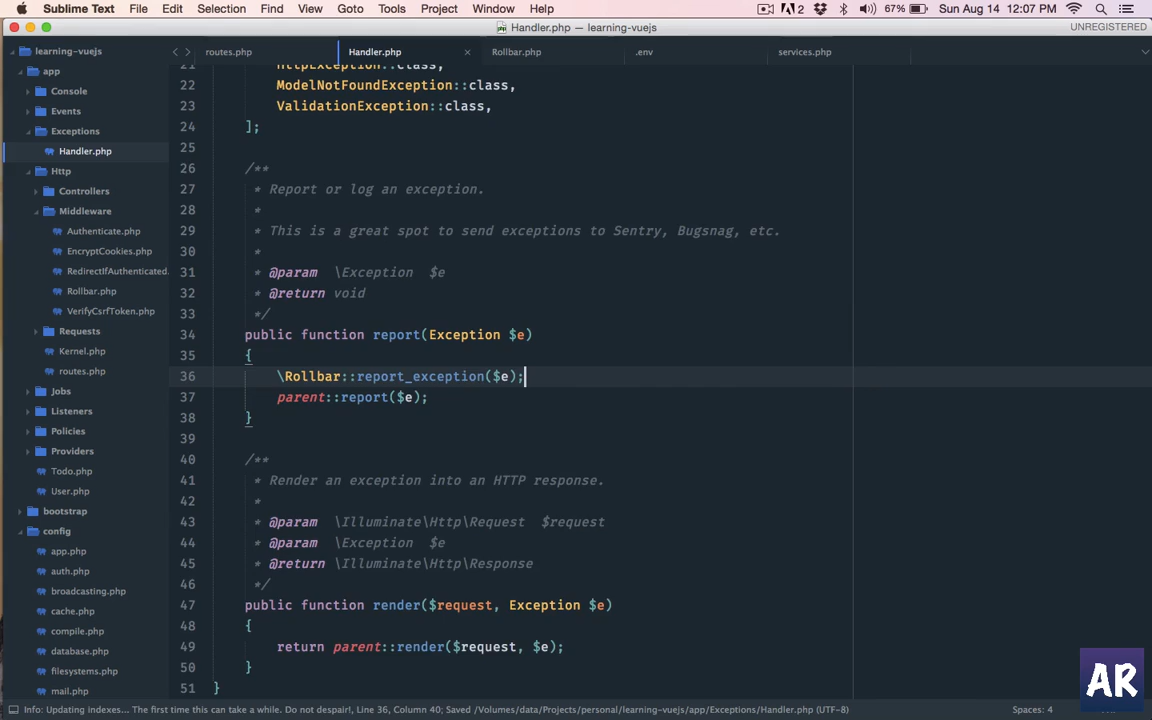 Sublime Text File Edit Selection Find View Goto Tools Project Window Help 2 67% Sun Aug 14 12:07 PM
Handler.php — learning-vuejs UNREGISTERED
learning-vuejs
app
Console
Events
Exceptions
Handler.php
Http
Controllers
Middleware
Authenticate.php
EncryptCookies.php
RedirectIfAuthenticated.
Rollbar.php
VerifyCsrfToken.php
Requests
Kernel.php
routes.php
Jobs
Listeners
Policies
Providers
Todo.php
User.php
bootstrap
config
app.php
auth.php
broadcasting.php
cache.php
compile.php
database.php
filesystems.php
mail.php
routes.php Handler.php × Rollbar.php .env services.php
21 HttpException::class,
22 ModelNotFoundException::class,
23 ValidationException::class,
24 ];
25
26 /**
27 * Report or log an exception.
28 *
29 * This is a great spot to send exceptions to Sentry, Bugsnag, etc.
30 *
31 * @param \Exception $e
32 * @return void
33 */
34 public function report(Exception $e)
35 {
36 \Rollbar::report_exception($e);
37 parent::report($e);
38 }
39
40 /**
41 * Render an exception into an HTTP response.
42 *
43 * @param \Illuminate\Http\Request $request
44 * @param \Exception $e
45 * @return \Illuminate\Http\Response
46 */
47 public function render($request, Exception $e)
48 {
49 return parent::render($request, $e);
50 }
51 }
AR
Info: Updating indexes... The first time this can take a while. Do not despair!, Line 36, Column 40; Saved /Volumes/data/Projects/personal/learning-vuejs/app/Exceptions/Handler.php (UTF-8) Spaces: 4